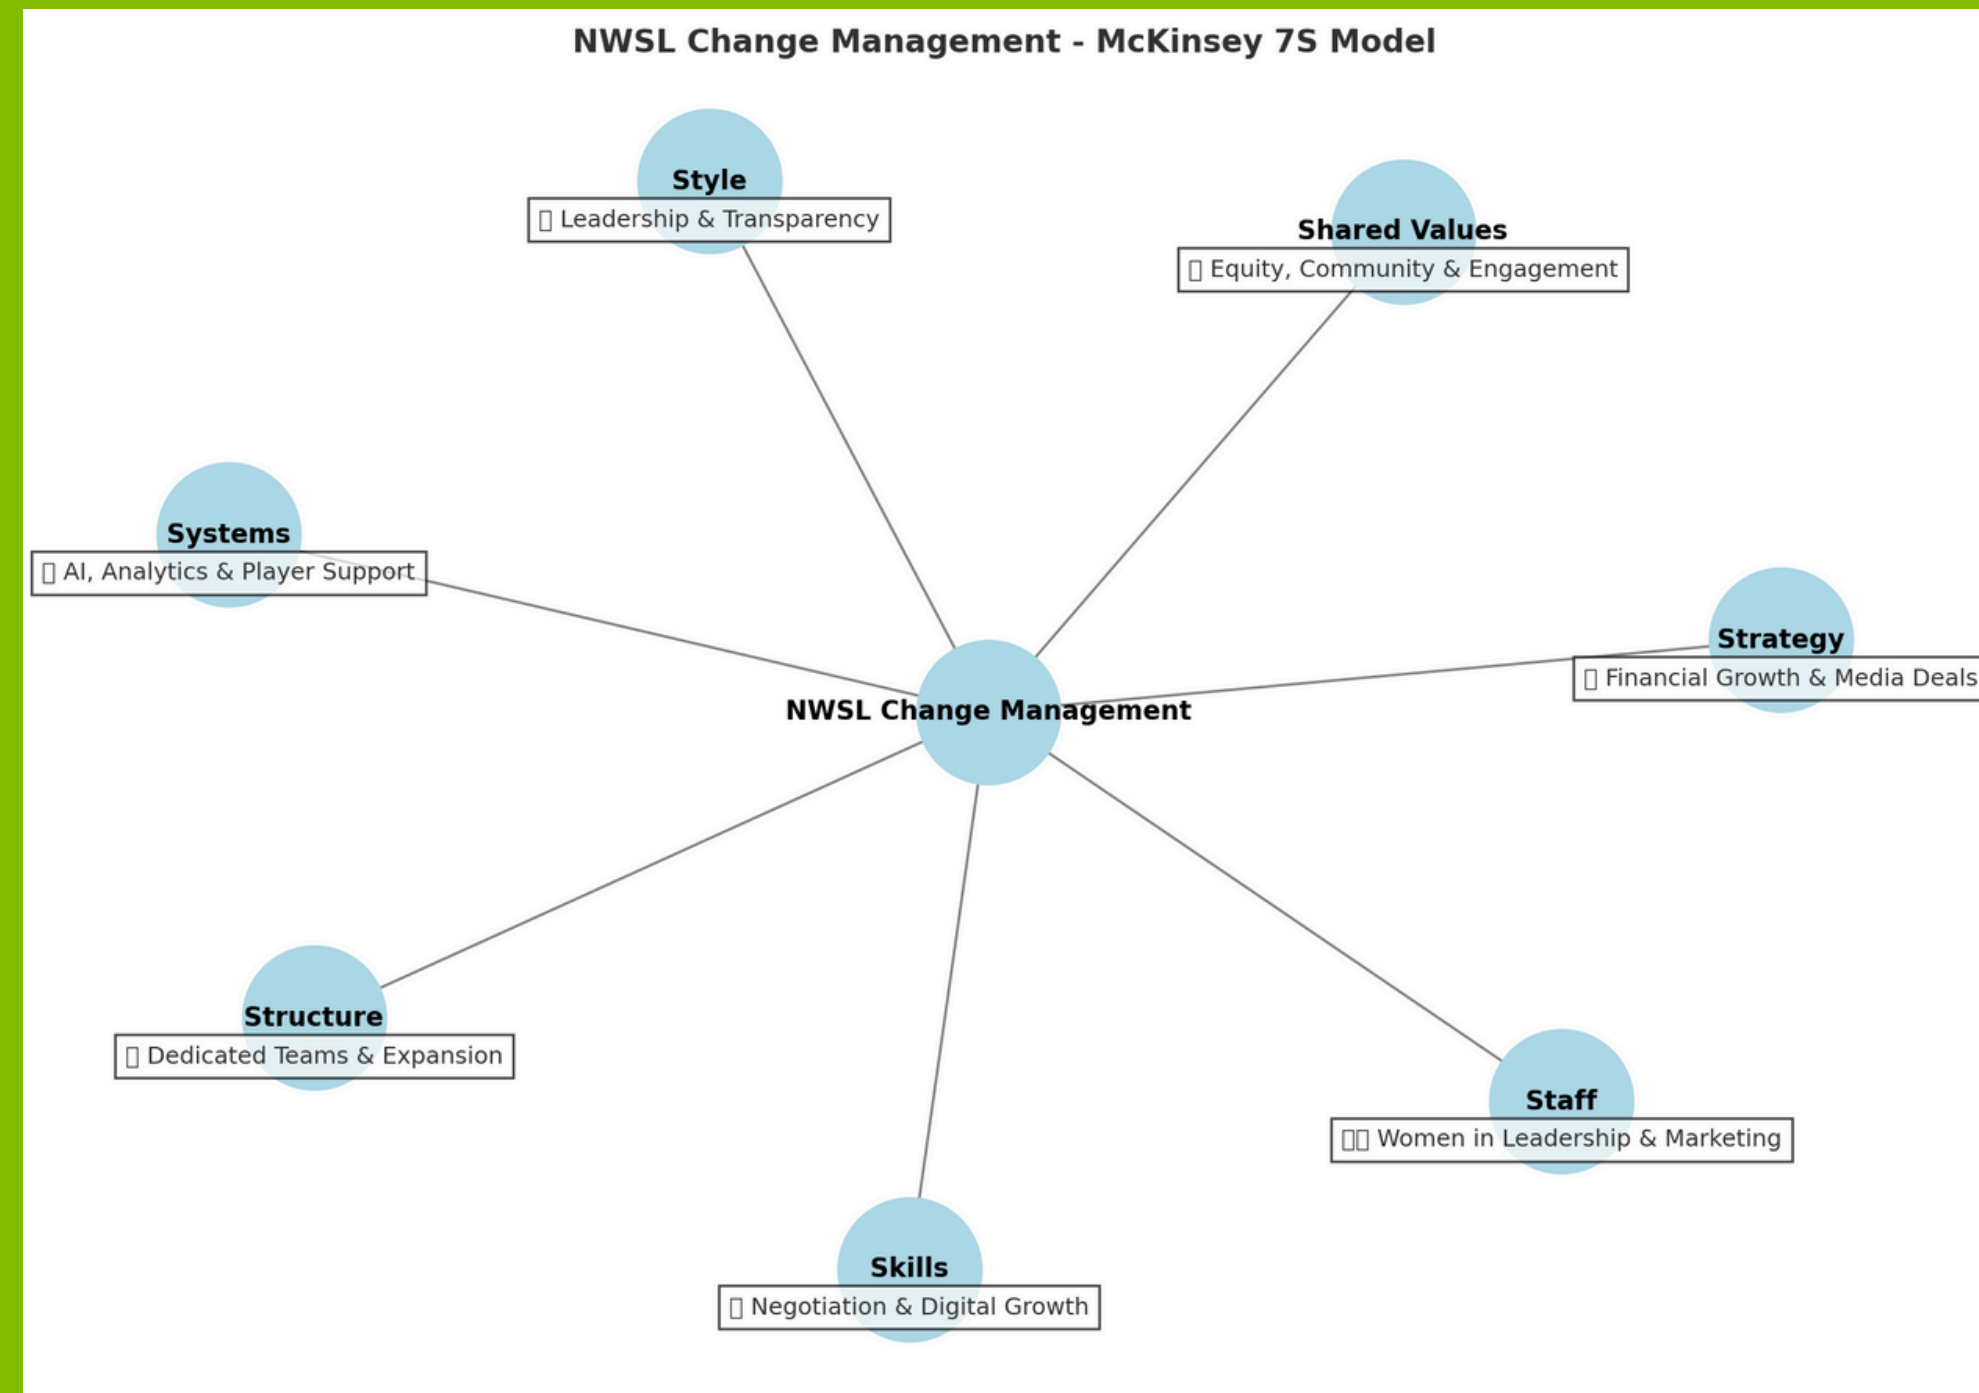 NWSL Change Management - McKinsey 7S Model
Style
▯ Leadership & Transparency
Shared Values
▯ Equity, Community & Engagement
Systems
▯ AI, Analytics & Player Support
Strategy
▯ Financial Growth & Media Deals
NWSL Change Management
Structure
▯ Dedicated Teams & Expansion
Staff
▯▯ Women in Leadership & Marketing
Skills
▯ Negotiation & Digital Growth